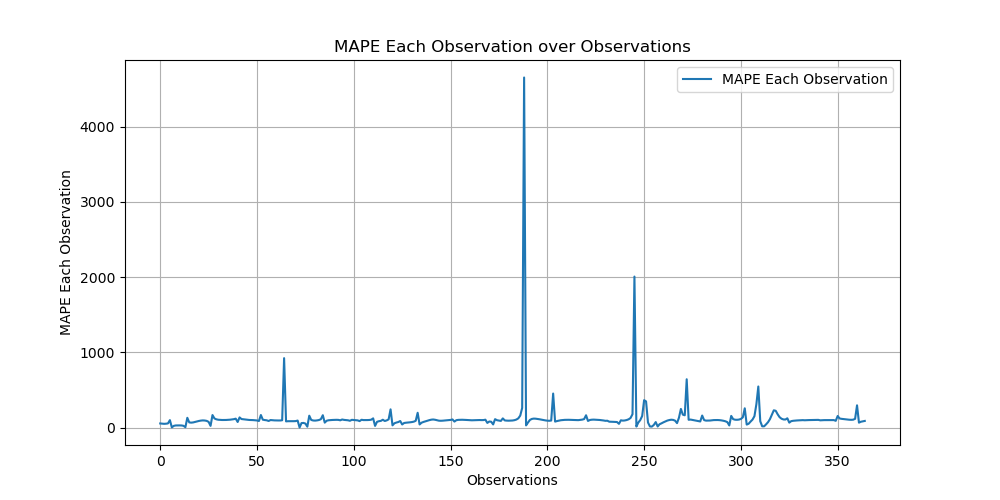 MAPE Each Observation over Observations
MAPE Each Observation
MAPE Each Observation
4000
3000
2000
1000
0
0 50 100 150 200 250 300 350
Observations